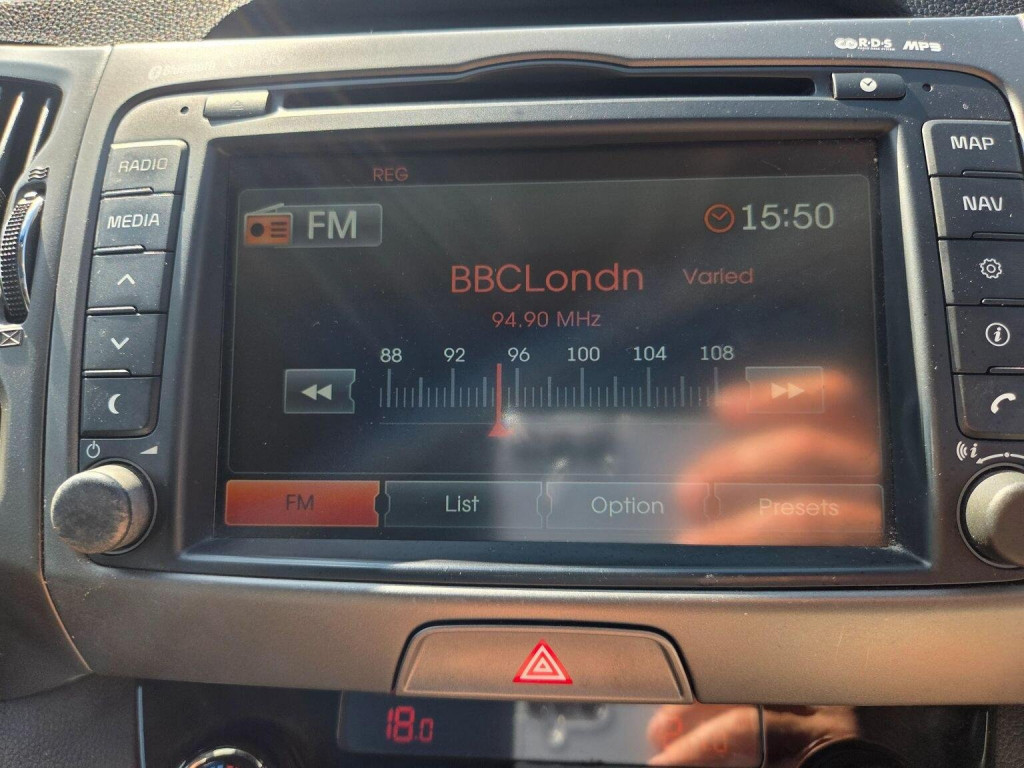 R·D·S MP3
RADIO
MEDIA
MAP
NAV
REG
FM
15:50
BBCLondn Varied
94.90 MHz
88 92 96 100 104 108
FM List Option Presets
18.0